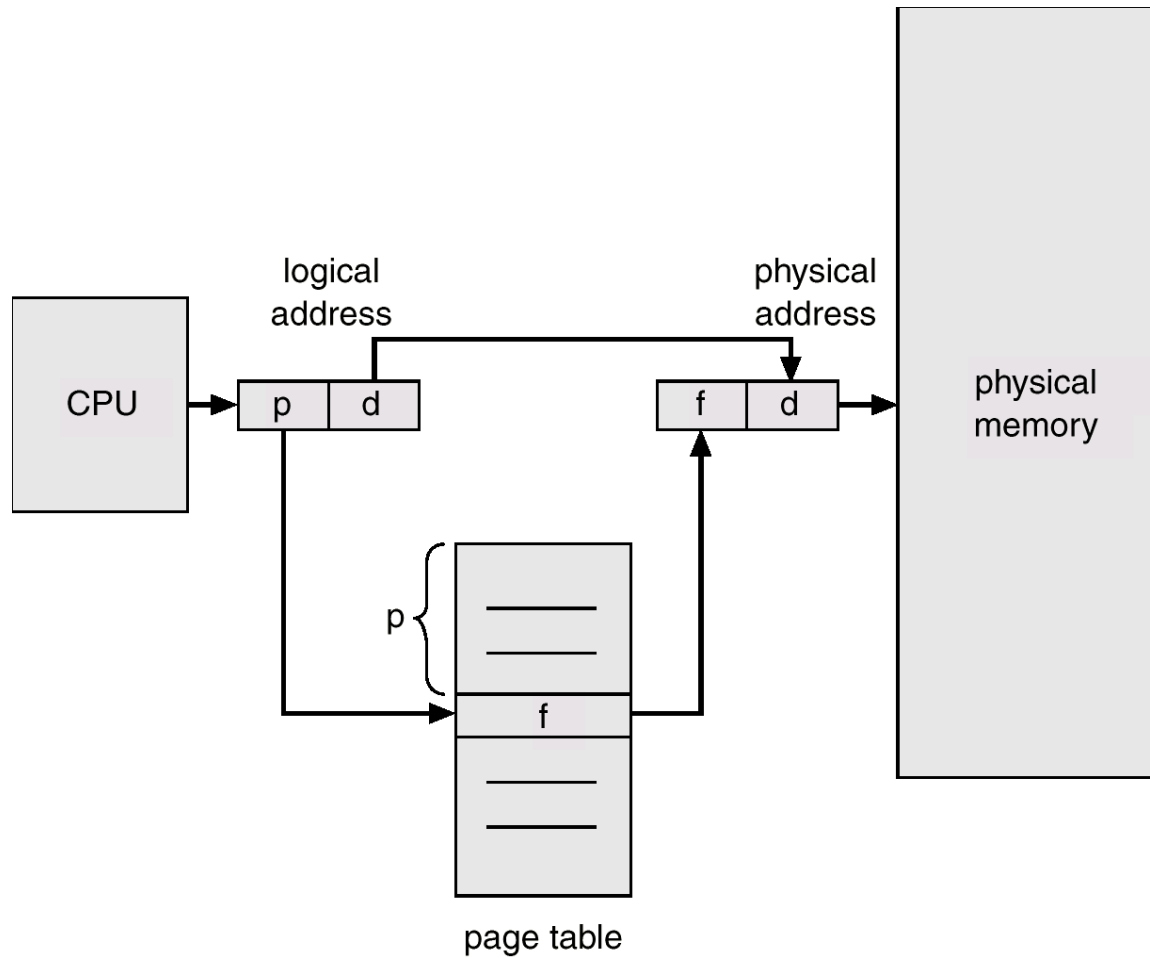 logical
address
physical
address
CPU
p
d
f
d
physical
memory
p
f
page table